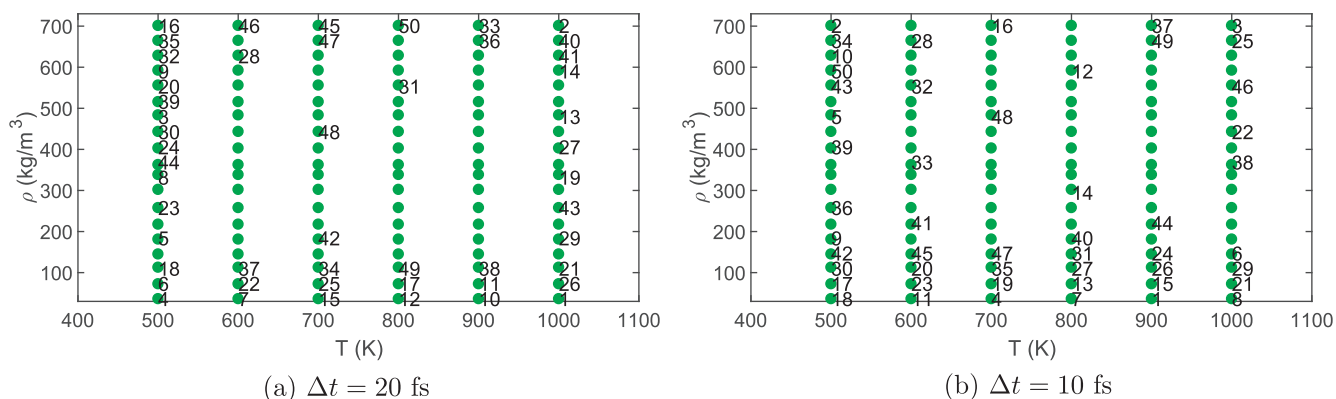 700 16 46 45 50 33 2
35 47 36 40
32 28 41
600 9 14
20 31
500 39
3 13
30 48
400 24 27
44
8 19
300
23 43
200
5 42 29
100 18 37 34 49 38 21
6 22 25 17 11 26
4 7 15 12 10 1
400 500 600 700 800 900 1000 1100
T (K)
ρ (kg/m³)
(a) Δt = 20 fs
700 2 16 37 3
34 28 49 25
10
600 50 12
43 32 46
500
5 48
22
400 39
33 38
300 14
36
200 41 44
9 40
42 45 47 31 24 6
100 30 20 35 27 26 29
17 23 19 13 15 21
18 11 4 7 1 8
400 500 600 700 800 900 1000 1100
T (K)
ρ (kg/m³)
(b) Δt = 10 fs